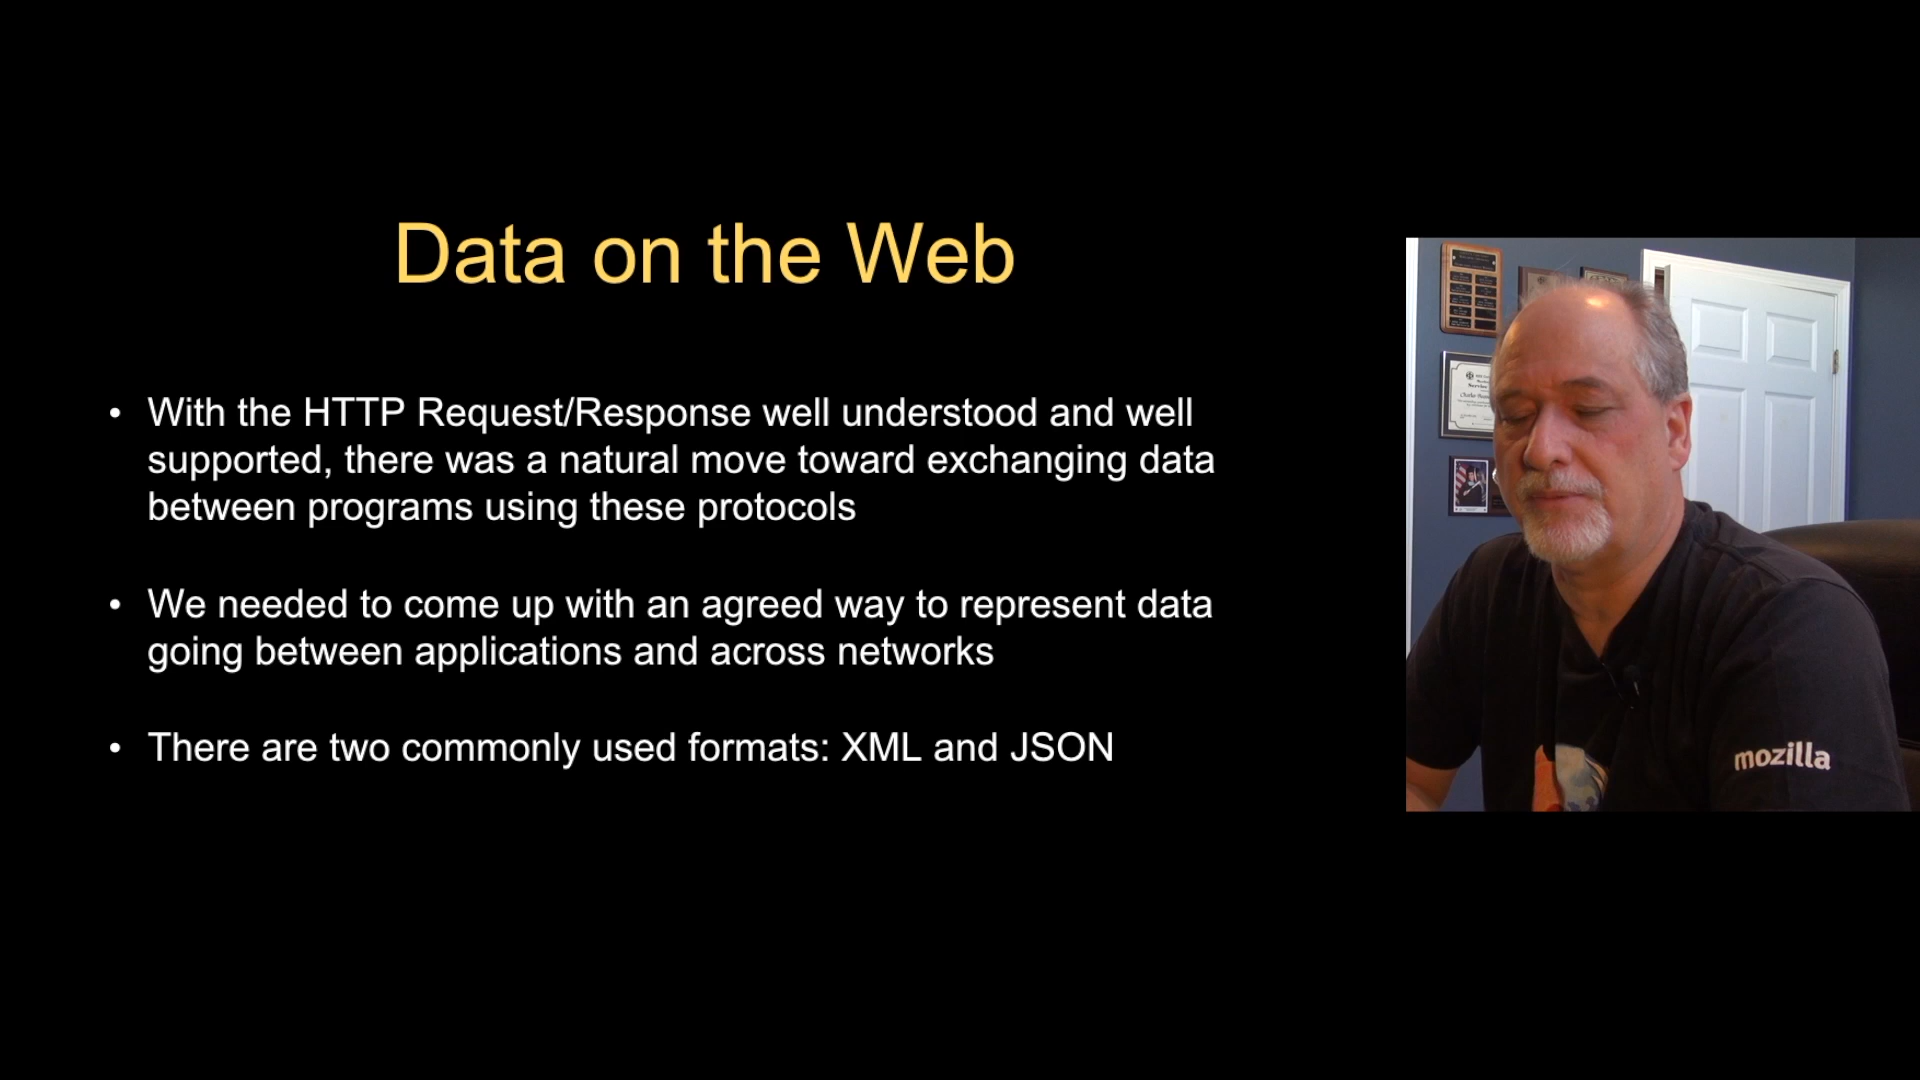 Data on the Web
• With the HTTP Request/Response well understood and well
supported, there was a natural move toward exchanging data
between programs using these protocols
• We needed to come up with an agreed way to represent data
going between applications and across networks
• There are two commonly used formats: XML and JSON
mozilla